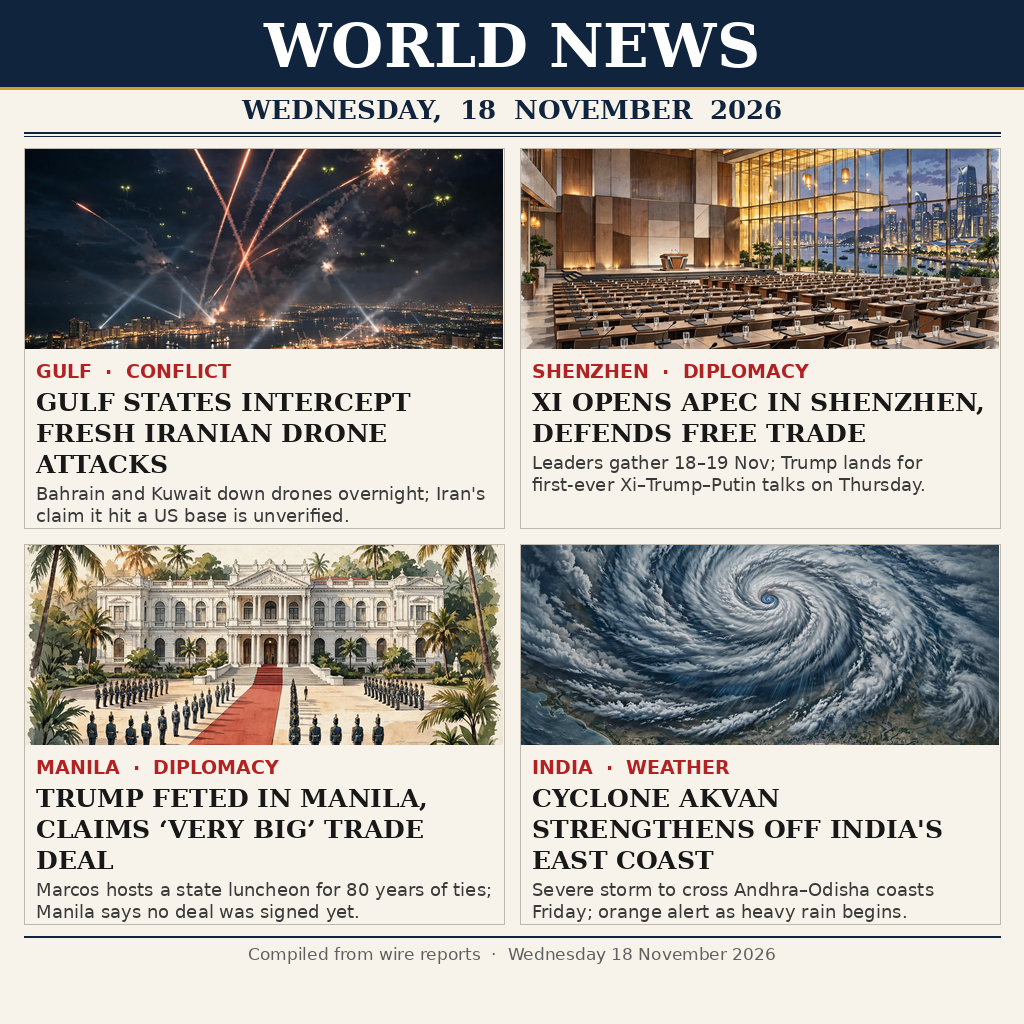 WORLD NEWS
WEDNESDAY, 18 NOVEMBER 2026
GULF · CONFLICT
GULF STATES INTERCEPT
FRESH IRANIAN DRONE
ATTACKS
Bahrain and Kuwait down drones overnight; Iran's
claim it hit a US base is unverified.
SHENZHEN · DIPLOMACY
XI OPENS APEC IN SHENZHEN,
DEFENDS FREE TRADE
Leaders gather 18–19 Nov; Trump lands for
first-ever Xi–Trump–Putin talks on Thursday.
MANILA · DIPLOMACY
TRUMP FETED IN MANILA,
CLAIMS ‘VERY BIG’ TRADE
DEAL
Marcos hosts a state luncheon for 80 years of ties;
Manila says no deal was signed yet.
INDIA · WEATHER
CYCLONE AKVAN
STRENGTHENS OFF INDIA'S
EAST COAST
Severe storm to cross Andhra–Odisha coasts
Friday; orange alert as heavy rain begins.
Compiled from wire reports · Wednesday 18 November 2026